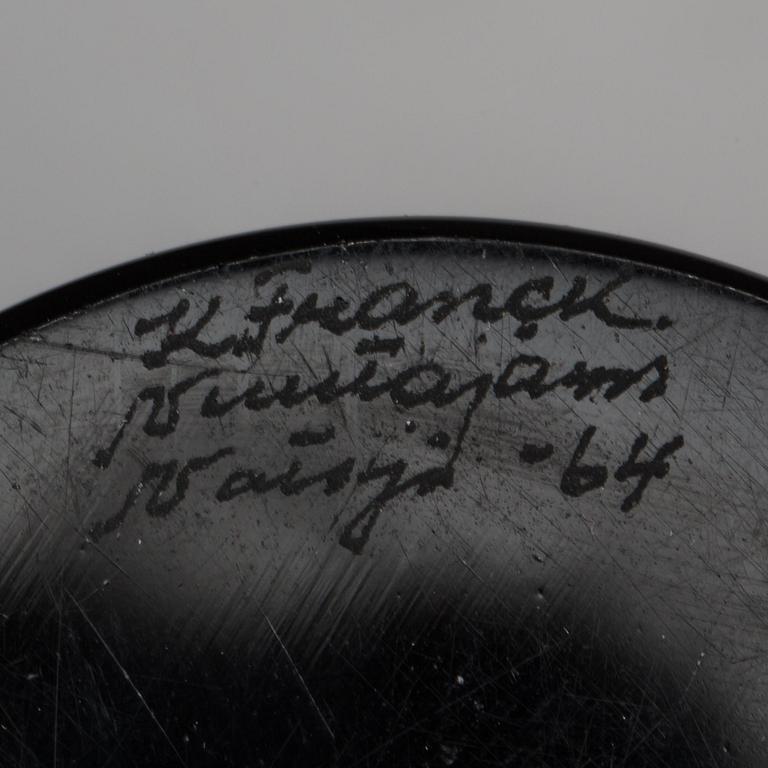 K. Franck.
Nuutajärvi
Notsjö -64